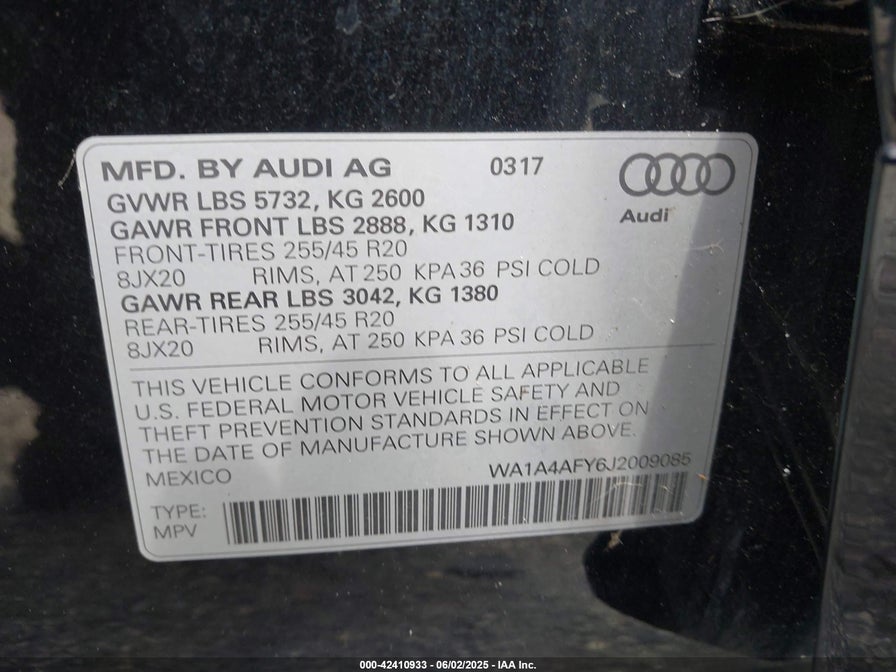 MFD. BY AUDI AG 0317
Audi
GVWR LBS 5732, KG 2600
GAWR FRONT LBS 2888, KG 1310
FRONT-TIRES 255/45 R20
8JX20 RIMS, AT 250 KPA 36 PSI COLD
GAWR REAR LBS 3042, KG 1380
REAR-TIRES 255/45 R20
8JX20 RIMS, AT 250 KPA 36 PSI COLD
THIS VEHICLE CONFORMS TO ALL APPLICABLE
U.S. FEDERAL MOTOR VEHICLE SAFETY AND
THEFT PREVENTION STANDARDS IN EFFECT ON
THE DATE OF MANUFACTURE SHOWN ABOVE.
MEXICO WA1A4AFY6J2009085
TYPE:
MPV
000-42410933 - 06/02/2025 - IAA Inc.